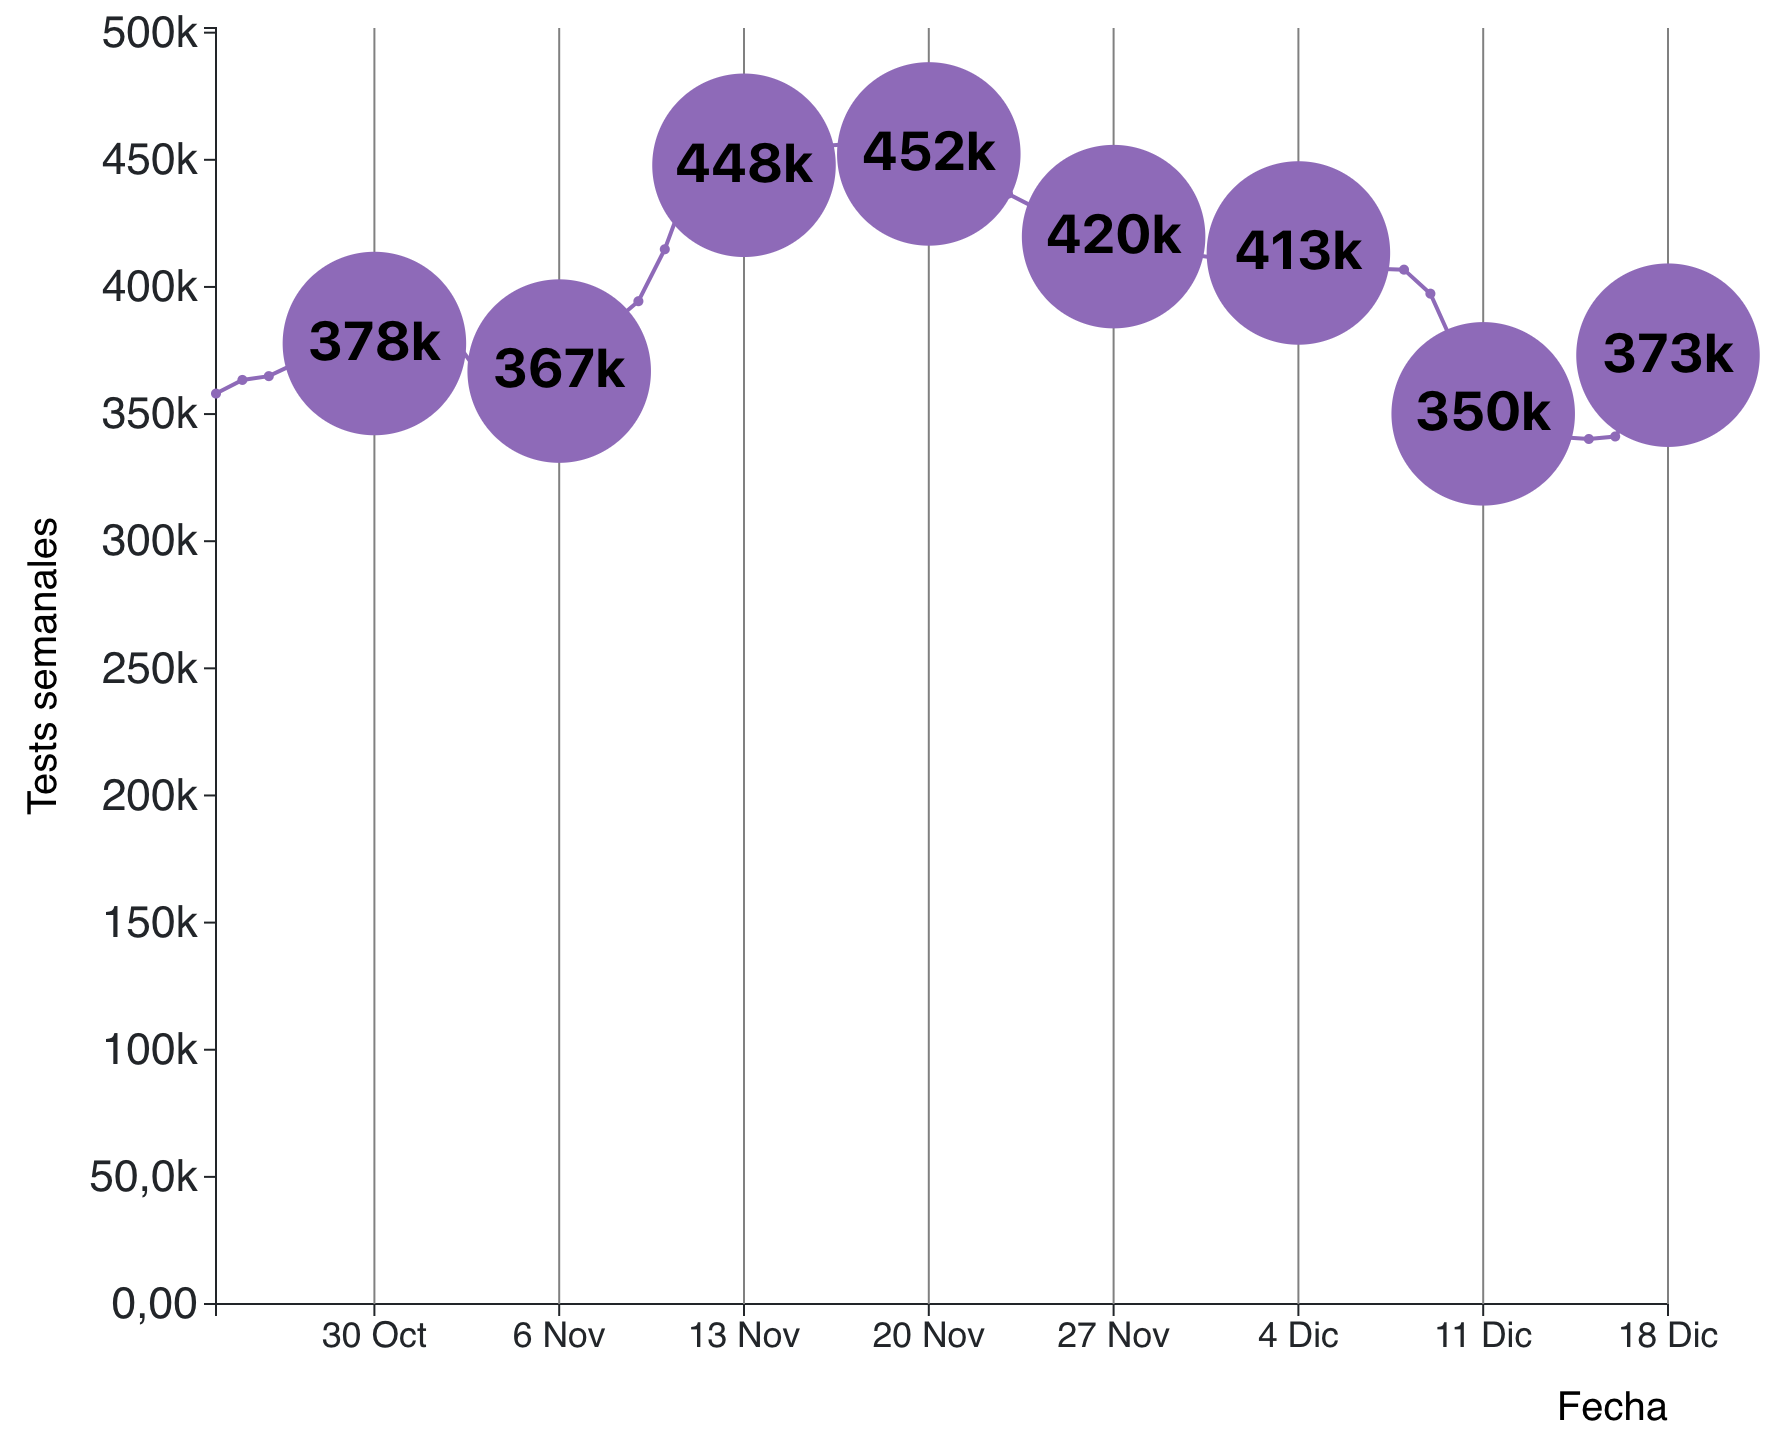 500k
450k
400k
350k
300k
250k
200k
150k
100k
50,0k
0,00
Tests semanales
378k
367k
448k
452k
420k
413k
350k
373k
30 Oct
6 Nov
13 Nov
20 Nov
27 Nov
4 Dic
11 Dic
18 Dic
Fecha